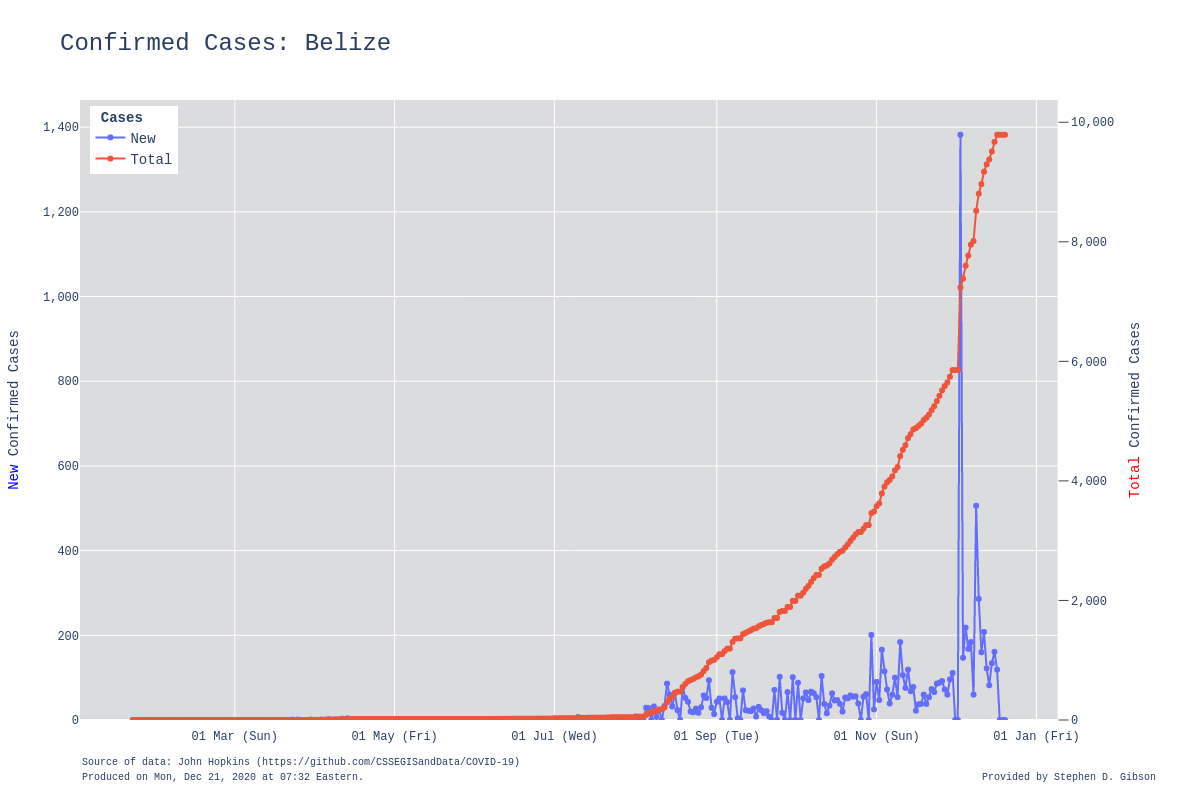 Confirmed Cases: Belize
Cases
New
Total
1,400
1,200
1,000
800
600
400
200
0
10,000
8,000
6,000
4,000
2,000
0
New Confirmed Cases
Total Confirmed Cases
01 Mar (Sun)
01 May (Fri)
01 Jul (Wed)
01 Sep (Tue)
01 Nov (Sun)
01 Jan (Fri)
Source of data: John Hopkins (https://github.com/CSSEGISandData/COVID-19)
Produced on Mon, Dec 21, 2020 at 07:32 Eastern.
Provided by Stephen D. Gibson